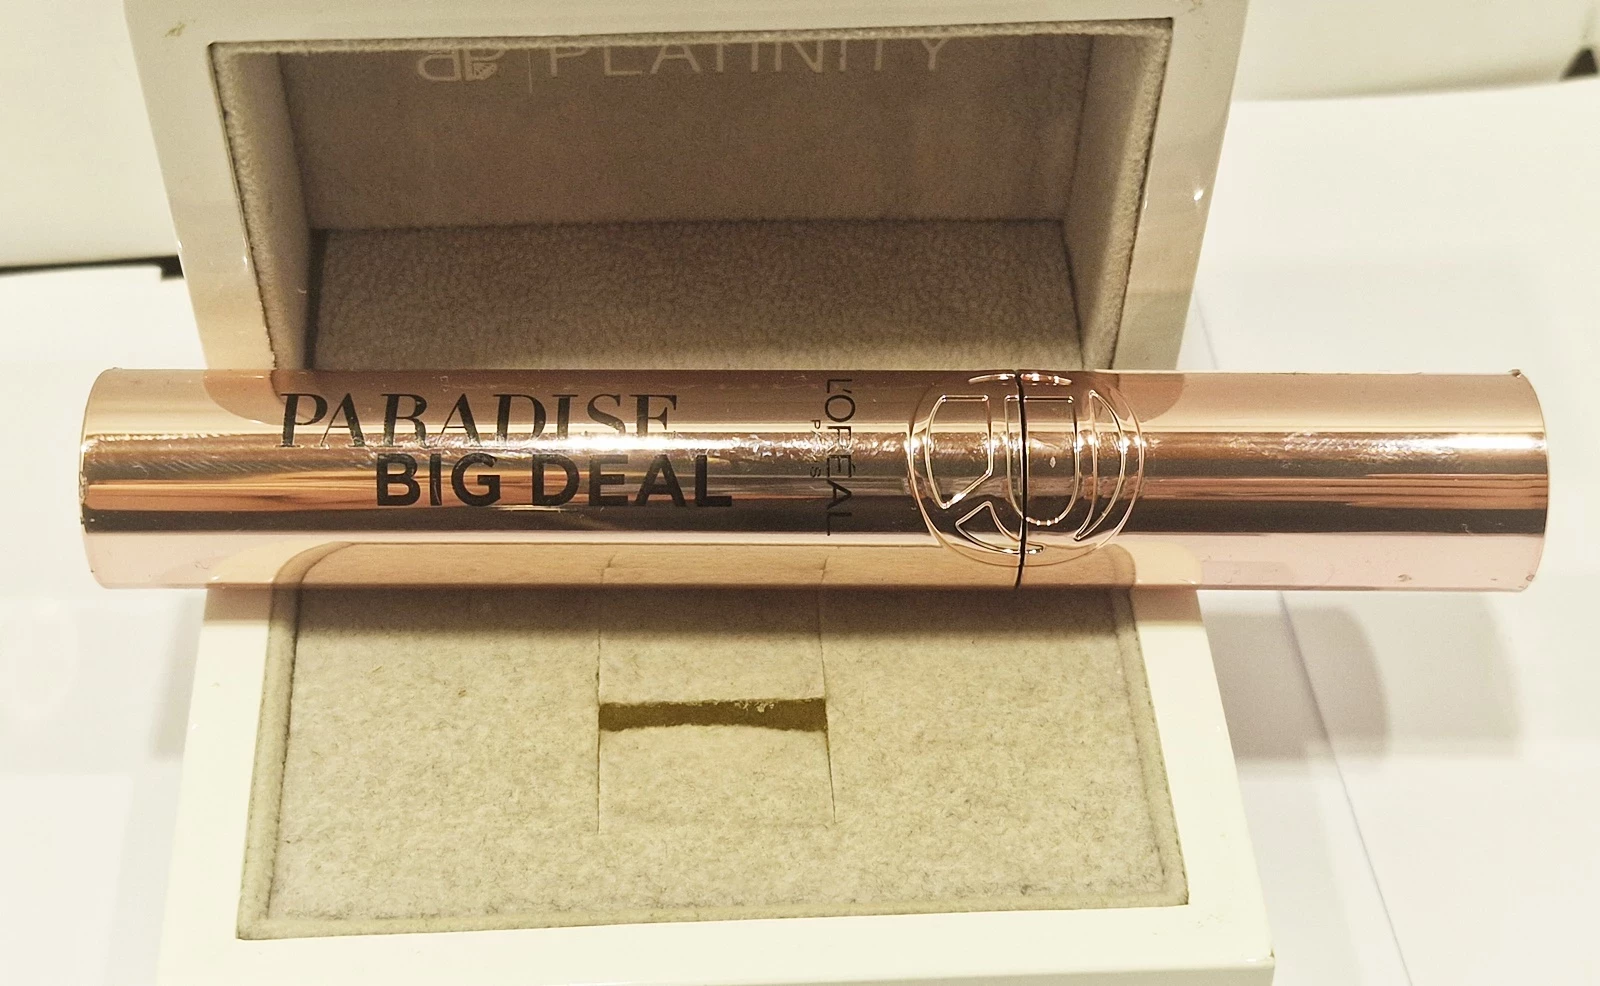 PLATINITY
PARADISE
BIG DEAL
L'ORÉAL
PARIS